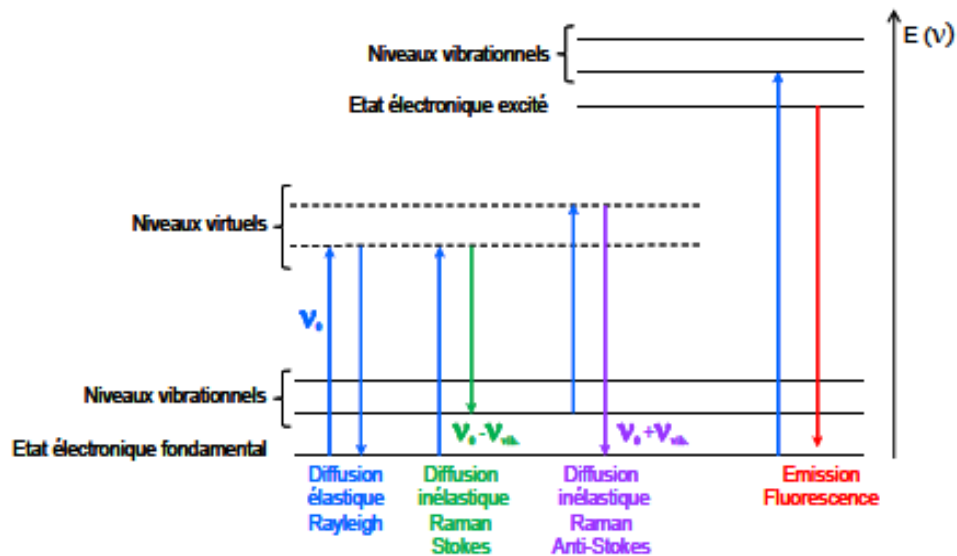 E (ν)
Niveaux vibrationnels
Etat électronique excité
Niveaux virtuels
ν₀
Niveaux vibrationnels
ν₀ -νvib.
ν₀ +νvib.
Etat électronique fondamental
Diffusion
élastique
Rayleigh
Diffusion
inélastique
Raman
Stokes
Diffusion
inélastique
Raman
Anti-Stokes
Emission
Fluorescence